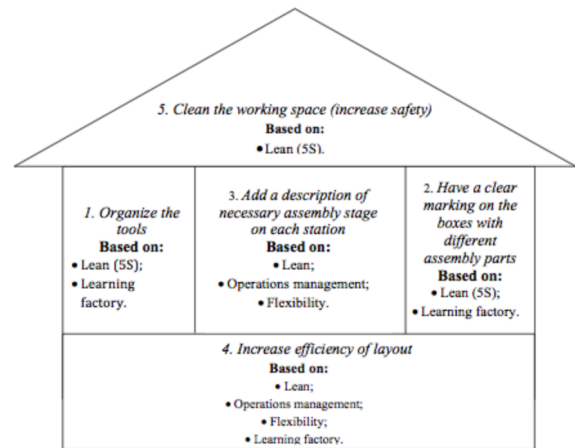 5. Clean the working space (increase safety)
Based on:
• Lean (5S).
1. Organize the
tools
Based on:
• Lean (5S);
• Learning
factory.
3. Add a description of
necessary assembly stage
on each station
Based on:
• Lean;
• Operations management;
• Flexibility.
2. Have a clear
marking on the
boxes with
different
assembly parts
Based on:
• Lean (5S);
• Learning factory.
4. Increase efficiency of layout
Based on:
• Lean;
• Operations management;
• Flexibility;
• Learning factory.